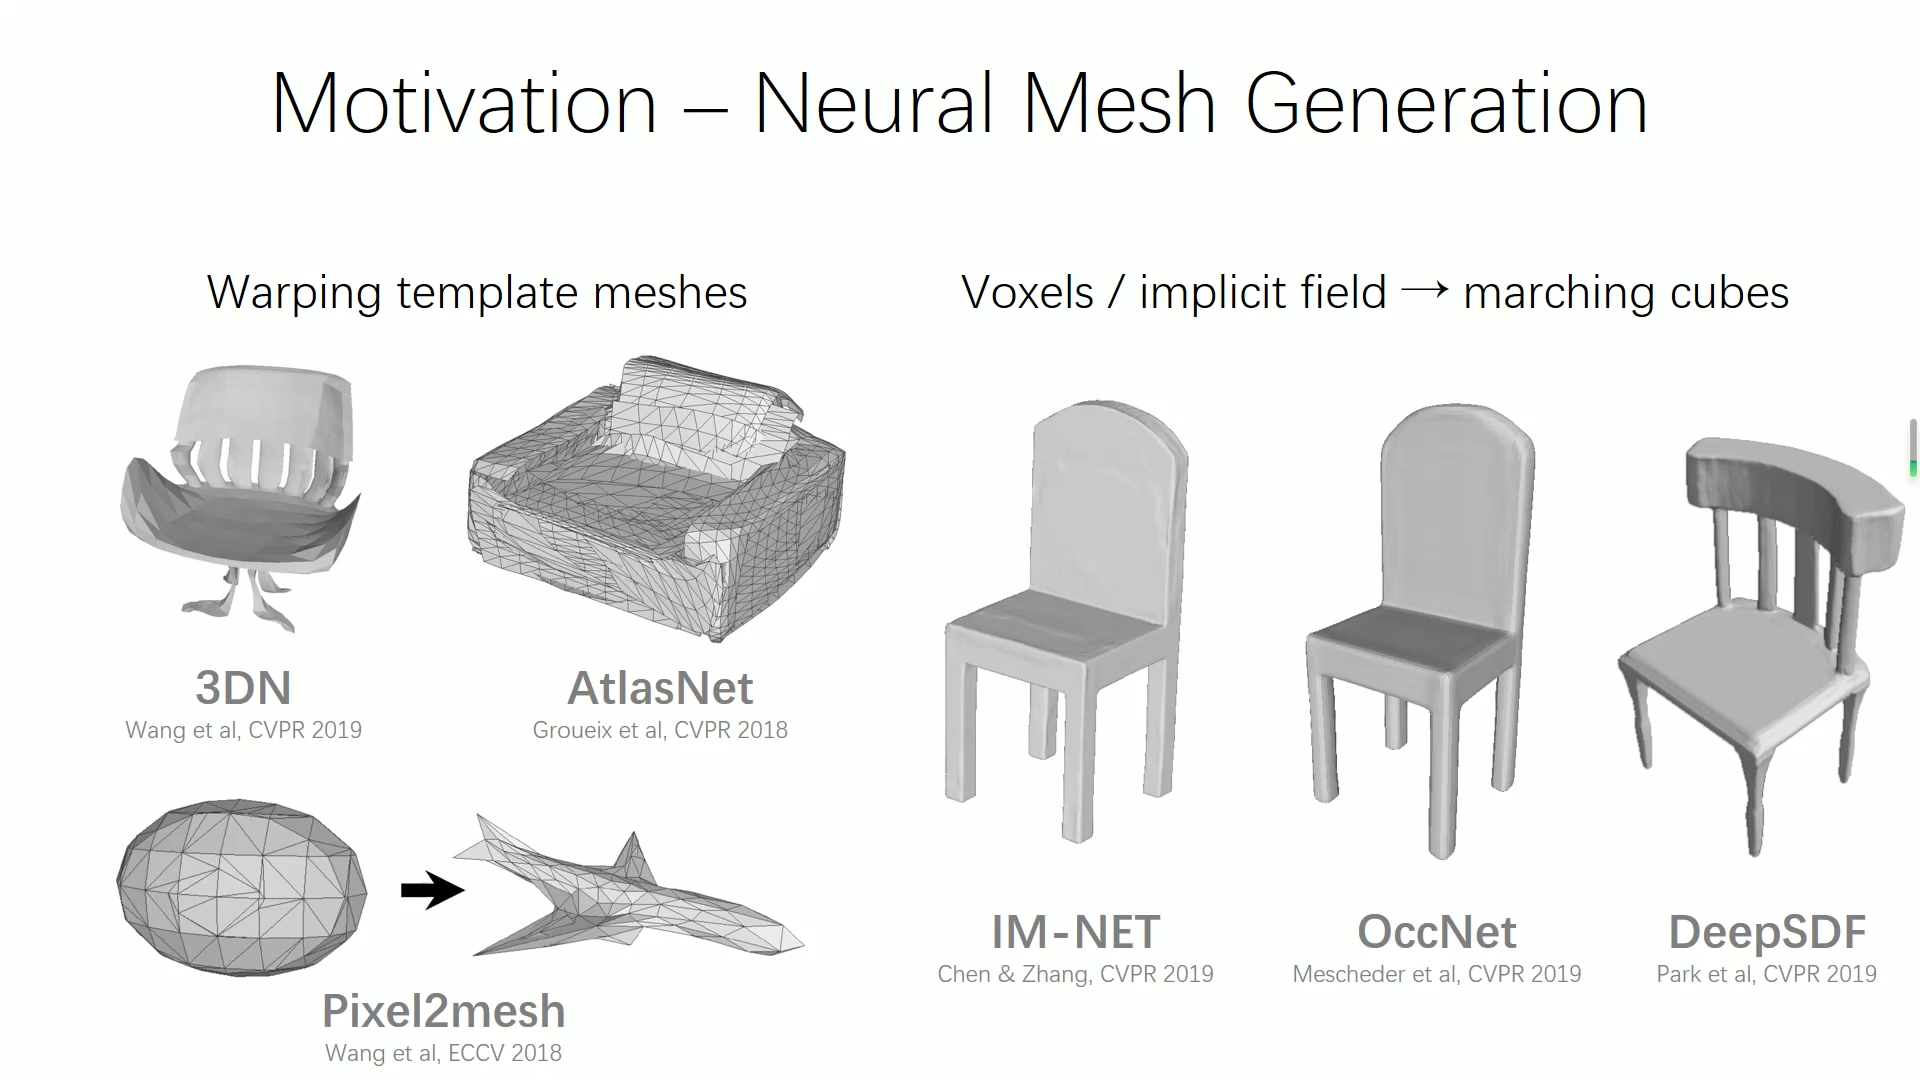 Motivation – Neural Mesh Generation
Warping template meshes
Voxels / implicit field → marching cubes
3DN
Wang et al, CVPR 2019
AtlasNet
Groueix et al, CVPR 2018
Pixel2mesh
Wang et al, ECCV 2018
IM-NET
Chen & Zhang, CVPR 2019
OccNet
Mescheder et al, CVPR 2019
DeepSDF
Park et al, CVPR 2019